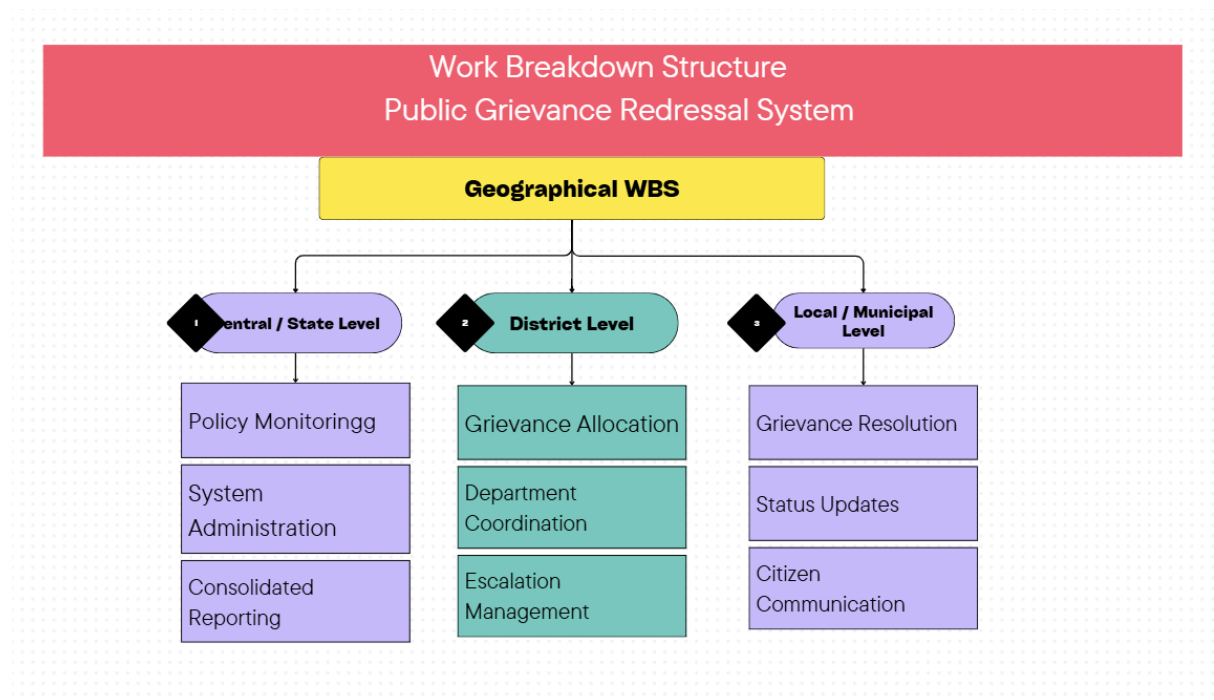 Work Breakdown Structure
Public Grievance Redressal System
Geographical WBS
1
entral / State Level
2
District Level
3
Local / Municipal
Level
Policy Monitoringg
System
Administration
Consolidated
Reporting
Grievance Allocation
Department
Coordination
Escalation
Management
Grievance Resolution
Status Updates
Citizen
Communication